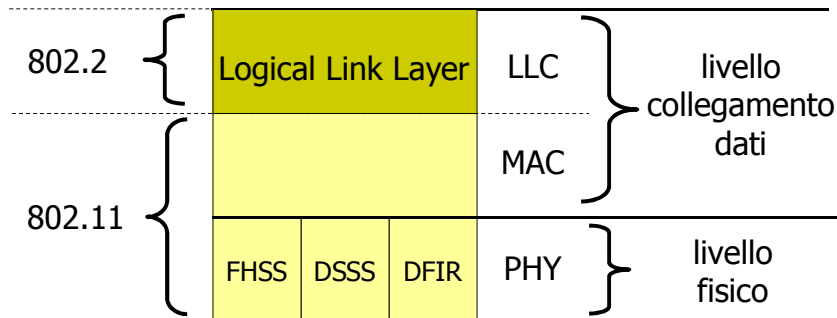 802.2
Logical Link Layer
LLC
livello
collegamento
dati
MAC
802.11
FHSS
DSSS
DFIR
PHY
livello
fisico